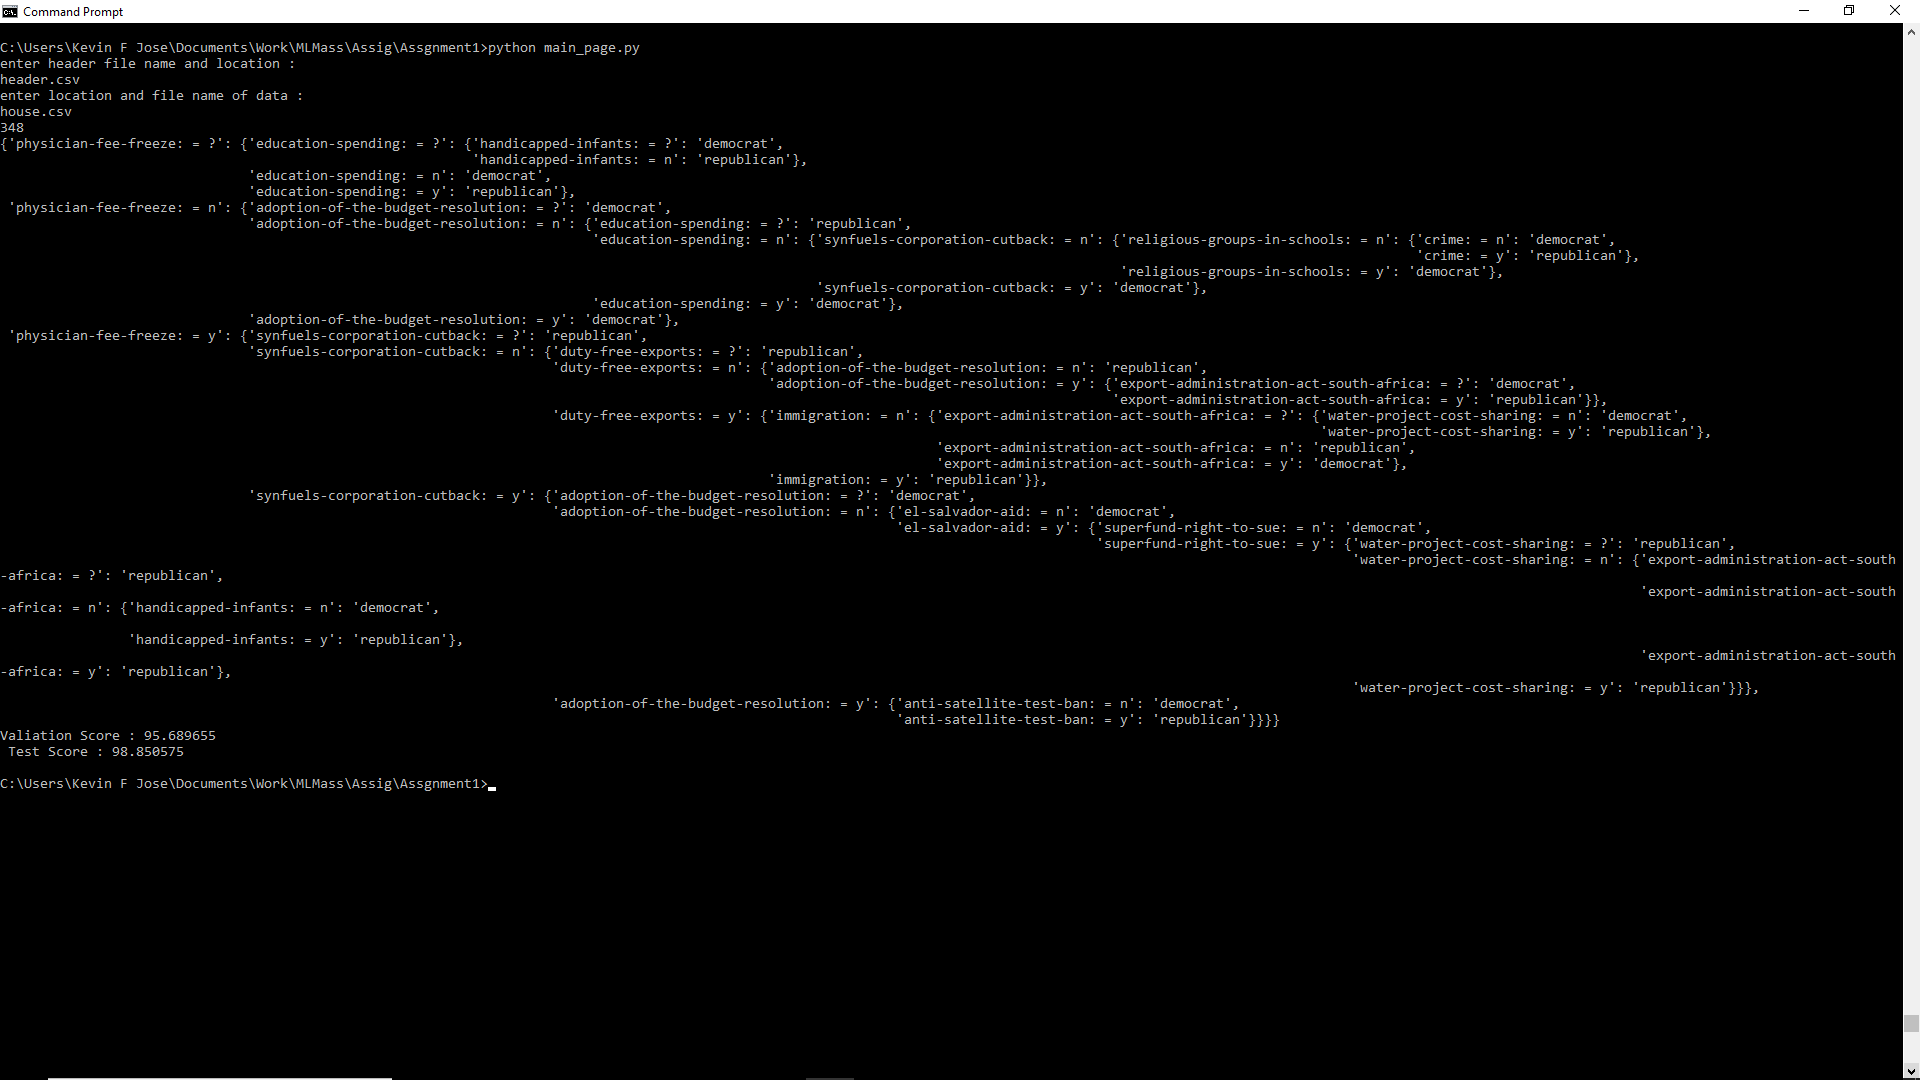 Command Prompt
C:\Users\Kevin F Jose\Documents\Work\MLMass\Assig\Assgnment1>python main_page.py
enter header file name and location :
header.csv
enter location and file name of data :
house.csv
348
{'physician-fee-freeze: = ?': {'education-spending: = ?': {'handicapped-infants: = ?': 'democrat',
'handicapped-infants: = n': 'republican'},
'education-spending: = n': 'democrat',
'education-spending: = y': 'republican'},
'physician-fee-freeze: = n': {'adoption-of-the-budget-resolution: = ?': 'democrat',
'adoption-of-the-budget-resolution: = n': {'education-spending: = ?': 'republican',
'education-spending: = n': {'synfuels-corporation-cutback: = n': {'religious-groups-in-schools: = n': {'crime: = n': 'democrat',
'crime: = y': 'republican'},
'religious-groups-in-schools: = y': 'democrat'},
'synfuels-corporation-cutback: = y': 'democrat'},
'education-spending: = y': 'democrat'},
'adoption-of-the-budget-resolution: = y': 'democrat'},
'physician-fee-freeze: = y': {'synfuels-corporation-cutback: = ?': 'republican',
'synfuels-corporation-cutback: = n': {'duty-free-exports: = ?': 'republican',
'duty-free-exports: = n': {'adoption-of-the-budget-resolution: = n': 'republican',
'adoption-of-the-budget-resolution: = y': {'export-administration-act-south-africa: = ?': 'democrat',
'export-administration-act-south-africa: = y': 'republican'}},
'duty-free-exports: = y': {'immigration: = n': {'export-administration-act-south-africa: = ?': {'water-project-cost-sharing: = n': 'democrat',
'water-project-cost-sharing: = y': 'republican'},
'export-administration-act-south-africa: = n': 'republican',
'export-administration-act-south-africa: = y': 'democrat'},
'immigration: = y': 'republican'}},
'synfuels-corporation-cutback: = y': {'adoption-of-the-budget-resolution: = ?': 'democrat',
'adoption-of-the-budget-resolution: = n': {'el-salvador-aid: = n': 'democrat',
'el-salvador-aid: = y': {'superfund-right-to-sue: = n': 'democrat',
'superfund-right-to-sue: = y': {'water-project-cost-sharing: = ?': 'republican',
'water-project-cost-sharing: = n': {'export-administration-act-south
-africa: = ?': 'republican',
'export-administration-act-south
-africa: = n': {'handicapped-infants: = n': 'democrat',
'handicapped-infants: = y': 'republican'},
'export-administration-act-south
-africa: = y': 'republican'},
'water-project-cost-sharing: = y': 'republican'}}},
'adoption-of-the-budget-resolution: = y': {'anti-satellite-test-ban: = n': 'democrat',
'anti-satellite-test-ban: = y': 'republican'}}}}
Valiation Score : 95.689655
Test Score : 98.850575
C:\Users\Kevin F Jose\Documents\Work\MLMass\Assig\Assgnment1>